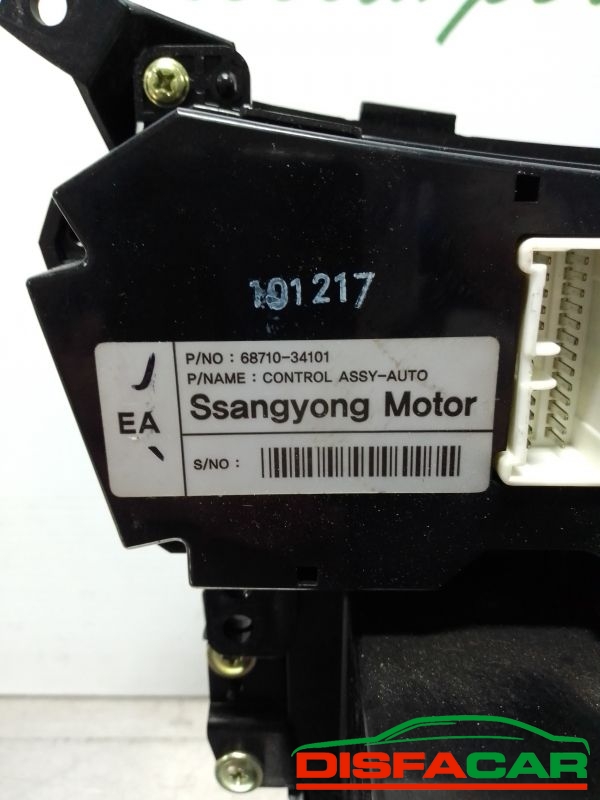 101217
P/NO : 68710-34101
P/NAME : CONTROL ASSY-AUTO
EA
Ssangyong Motor
S/NO :
DISFACAR